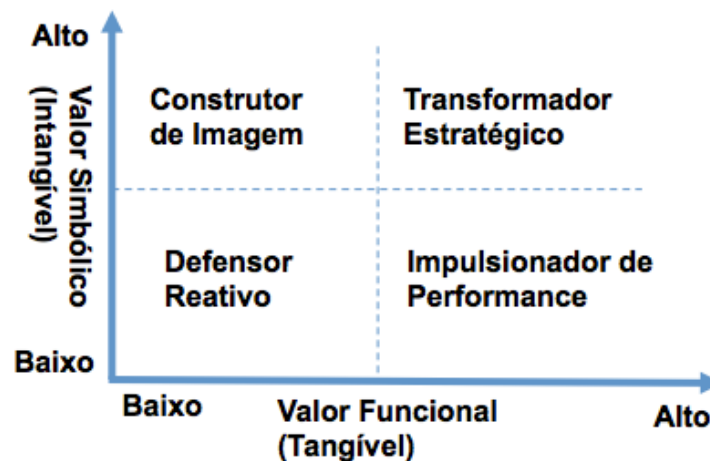 Alto
Valor Simbólico
(Intangível)
Construtor
de Imagem
Transformador
Estratégico
Defensor
Reativo
Impulsionador de
Performance
Baixo
Baixo
Valor Funcional
(Tangível)
Alto